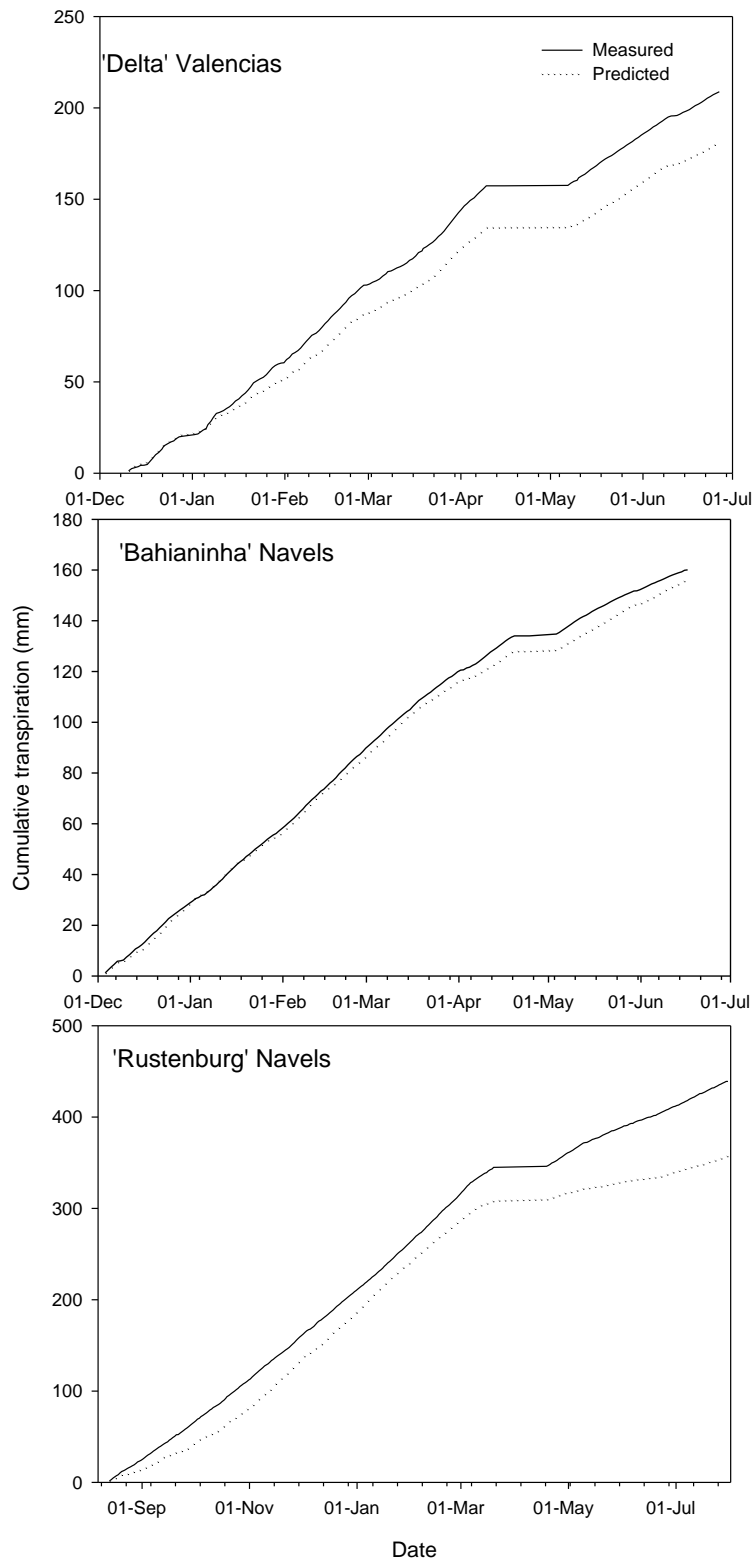 250
'Delta' Valencias
Measured
Predicted
200
150
100
50
0
01-Dec 01-Jan 01-Feb 01-Mar 01-Apr 01-May 01-Jun 01-Jul
180
'Bahianinha' Navels
160
140
120
100
80
60
40
20
0
Cumulative transpiration (mm)
01-Dec 01-Jan 01-Feb 01-Mar 01-Apr 01-May 01-Jun 01-Jul
500
'Rustenburg' Navels
400
300
200
100
0
01-Sep 01-Nov 01-Jan 01-Mar 01-May 01-Jul
Date